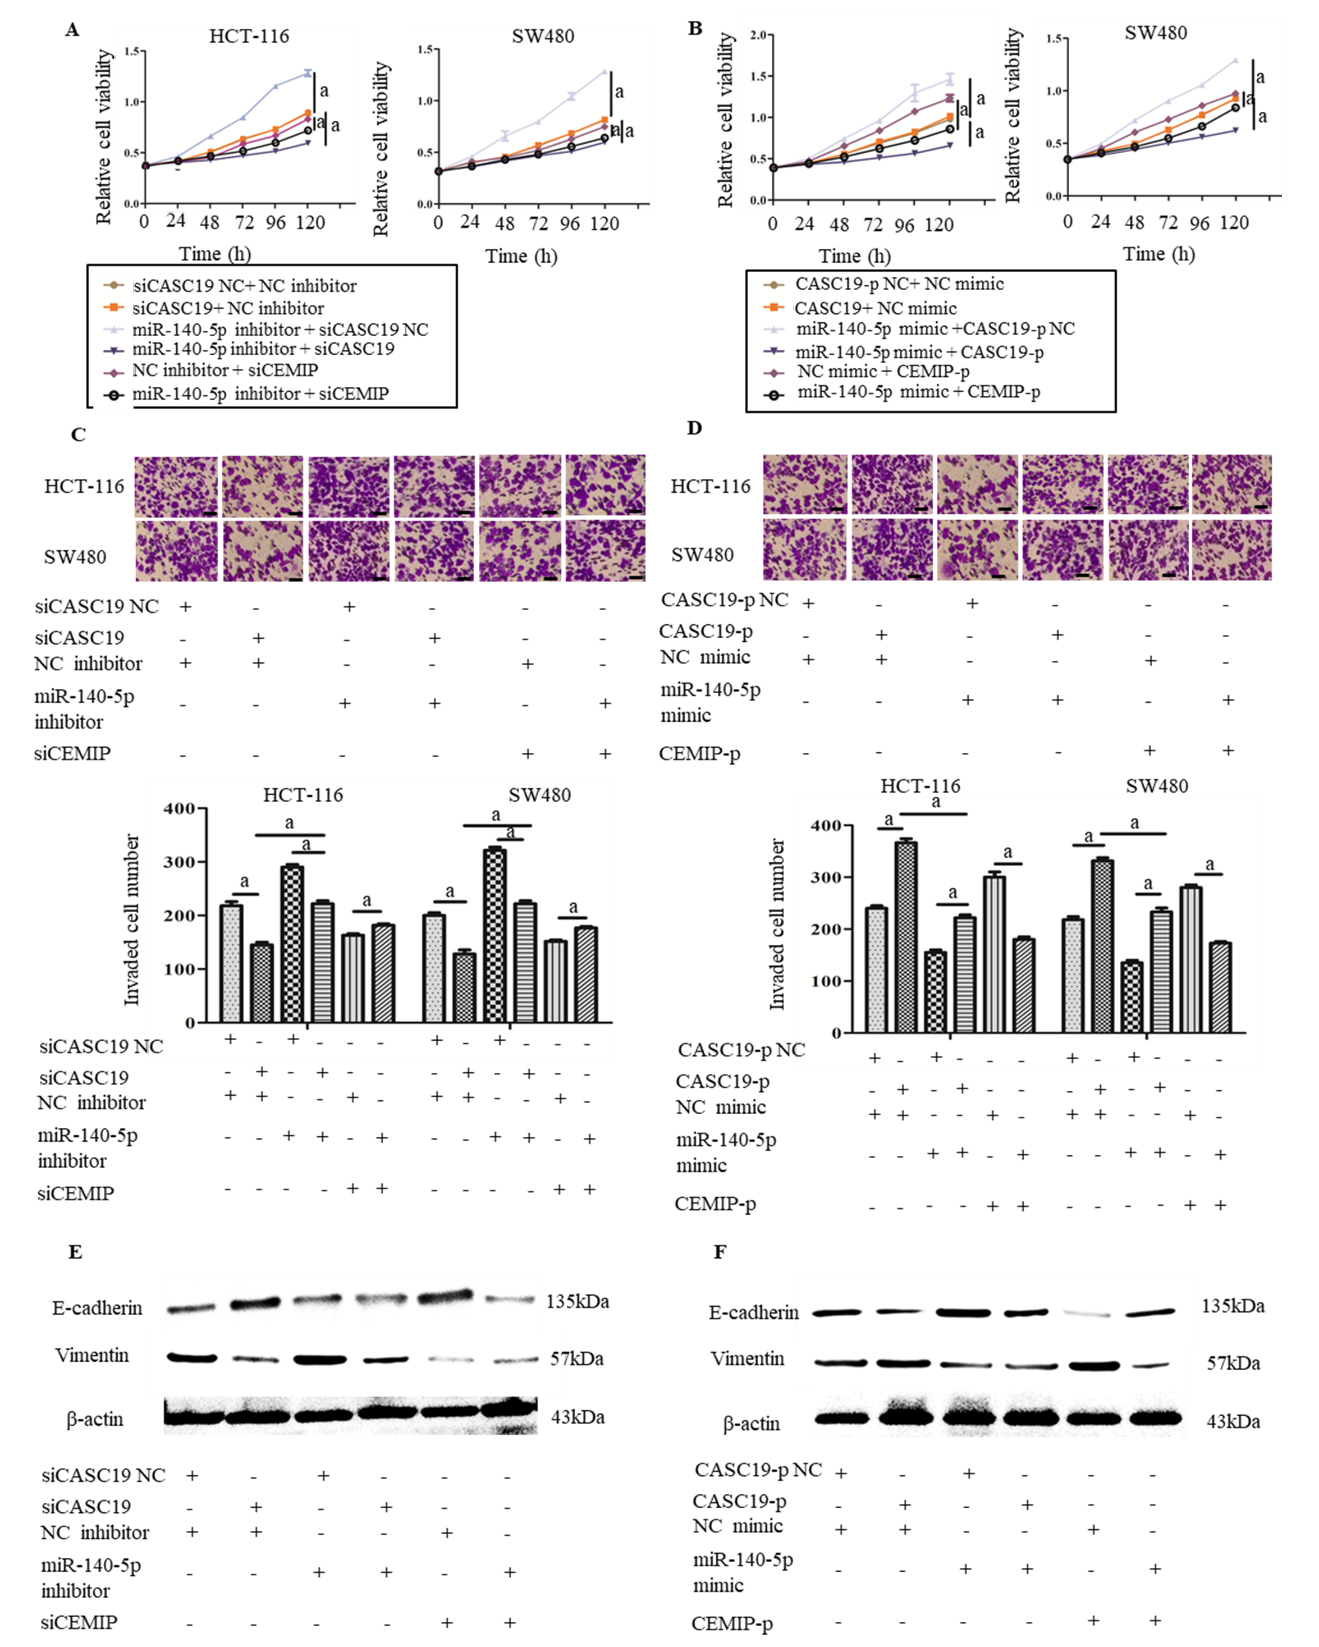 A
HCT-116
SW480
Relative cell viability
1.5
1.0
0.5
0.0
0 24 48 72 96 120
Time (h)
a
a
a
Relative cell viability
1.5
1.0
0.5
0.0
0 24 48 72 96 120
Time (h)
a
a
a
siCASC19 NC+ NC inhibitor
siCASC19+ NC inhibitor
miR-140-5p inhibitor + siCASC19 NC
miR-140-5p inhibitor + siCASC19
NC inhibitor + siCEMIP
miR-140-5p inhibitor + siCEMIP
B
SW480
Relative cell viability
2.0
1.5
1.0
0.5
0.0
0 24 48 72 96 120
Time (h)
a
a
a
Relative cell viability
1.5
1.0
0.5
0.0
0 24 48 72 96 120
Time (h)
a
a
a
CASC19-p NC+ NC mimic
CASC19+ NC mimic
miR-140-5p mimic +CASC19-p NC
miR-140-5p mimic + CASC19-p
NC mimic + CEMIP-p
miR-140-5p mimic + CEMIP-p
C
HCT-116
SW480
siCASC19 NC + - + - - -
siCASC19 - + - + - -
NC inhibitor + + - - + -
miR-140-5p
inhibitor - - + + - +
siCEMIP - - - - + +
HCT-116
SW480
Invaded cell number
400
300
200
100
0
a
a
a
a
a
a
a
a
siCASC19 NC + - + - - - + - + - - -
siCASC19 - + - + - - - + - + - -
NC inhibitor + + - - + - + + - - + -
miR-140-5p
inhibitor - - + + - + - - + + - +
siCEMIP - - - - + + - - - - + +
D
HCT-116
SW480
CASC19-p NC + - + - - -
CASC19-p - + - + - -
NC mimic + + - - + -
miR-140-5p
mimic - - + + - +
CEMIP-p - - - - + +
HCT-116
SW480
Invaded cell number
400
300
200
100
0
a
a
a
a
a
a
a
a
CASC19-p NC + - + - - - + - + - - -
CASC19-p - + - + - - - + - + - -
NC mimic + + - - + - + + - - + -
miR-140-5p
mimic - - + + - + - - + + - +
CEMIP-p - - - - + + - - - - + +
E
E-cadherin 135kDa
Vimentin 57kDa
β-actin 43kDa
siCASC19 NC + - + - - -
siCASC19 - + - + - -
NC inhibitor + + - - + -
miR-140-5p
inhibitor - - + + - +
siCEMIP - - - - + +
F
E-cadherin 135kDa
Vimentin 57kDa
β-actin 43kDa
CASC19-p NC + - + - - -
CASC19-p - + - + - -
NC mimic + + - - + -
miR-140-5p
mimic - - + + - +
CEMIP-p - - - - + +